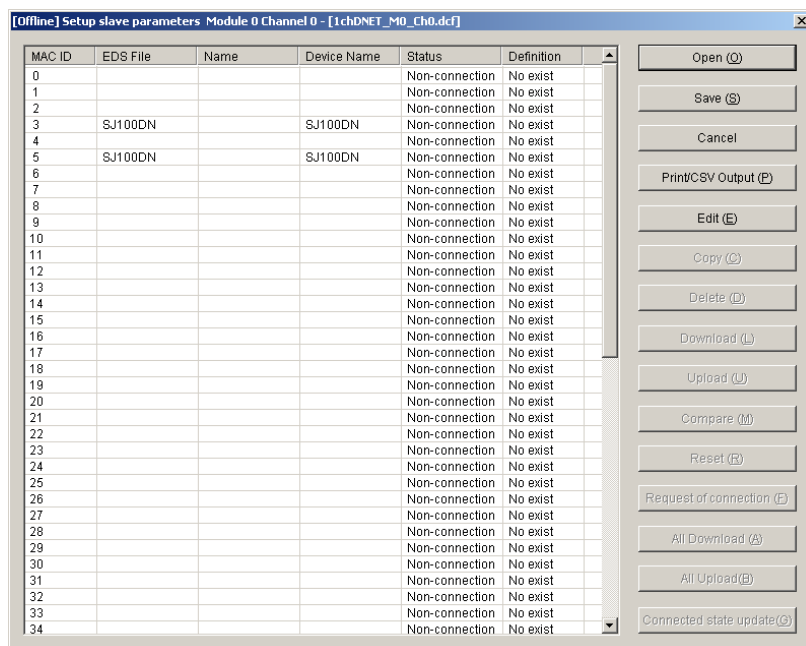 [Offline] Setup slave parameters Module 0 Channel 0 - [1chDNET_M0_Ch0.dcf]
MAC ID EDS File Name Device Name Status Definition
0 Non-connection No exist
1 Non-connection No exist
2 Non-connection No exist
3 SJ100DN SJ100DN Non-connection No exist
4 Non-connection No exist
5 SJ100DN SJ100DN Non-connection No exist
6 Non-connection No exist
7 Non-connection No exist
8 Non-connection No exist
9 Non-connection No exist
10 Non-connection No exist
11 Non-connection No exist
12 Non-connection No exist
13 Non-connection No exist
14 Non-connection No exist
15 Non-connection No exist
16 Non-connection No exist
17 Non-connection No exist
18 Non-connection No exist
19 Non-connection No exist
20 Non-connection No exist
21 Non-connection No exist
22 Non-connection No exist
23 Non-connection No exist
24 Non-connection No exist
25 Non-connection No exist
26 Non-connection No exist
27 Non-connection No exist
28 Non-connection No exist
29 Non-connection No exist
30 Non-connection No exist
31 Non-connection No exist
32 Non-connection No exist
33 Non-connection No exist
34 Non-connection No exist
Open (O)
Save (S)
Cancel
Print/CSV Output (P)
Edit (E)
Copy (C)
Delete (D)
Download (L)
Upload (U)
Compare (M)
Reset (R)
Request of connection (F)
All Download (A)
All Upload(B)
Connected state update(G)